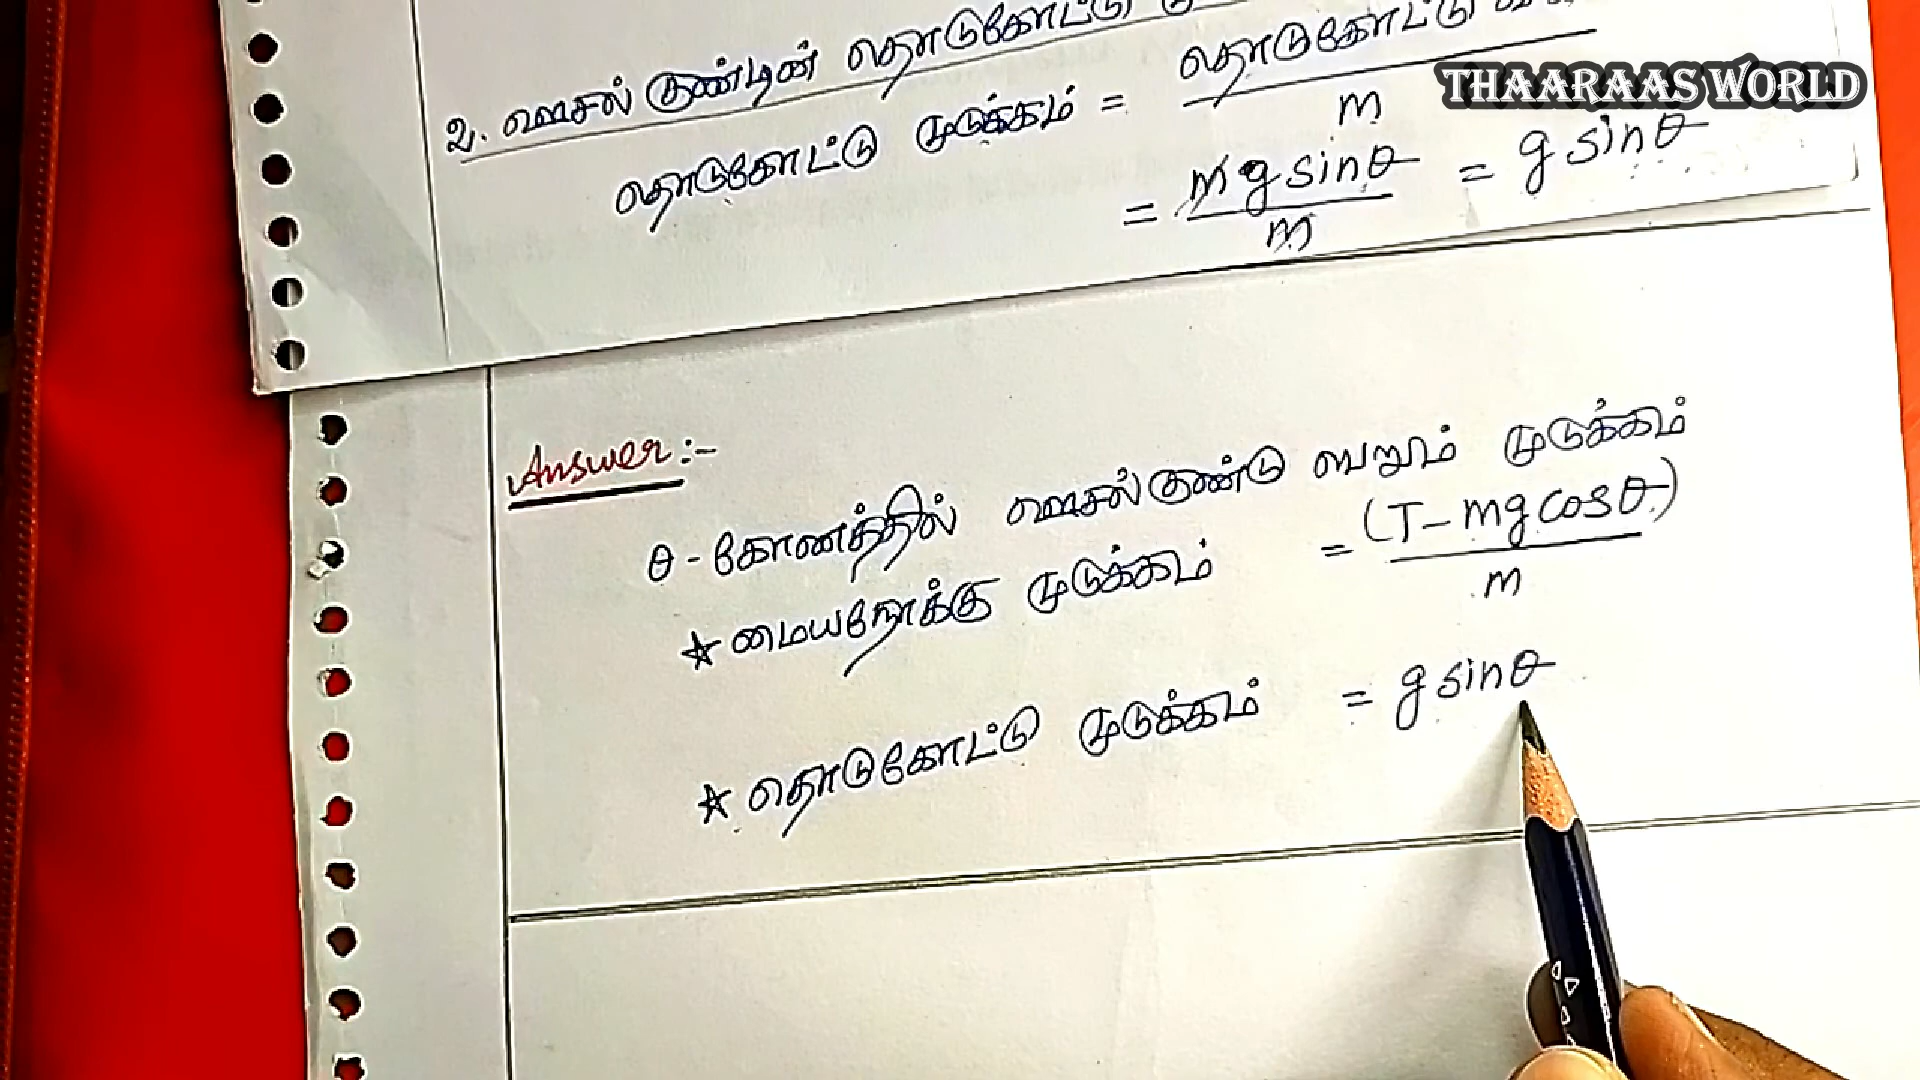 THAARAAS WORLD
2. ஊசல் குண்டின் தொடுகோட்டு மு
தொடுகோட்டு முடுக்கம் = தொடுகோட்டு
m
= mg sinθ = g sinθ
m
Answer :-
θ - கோணத்தில் ஊசல் குண்டு பெறும் முடுக்கம்
★ மையநோக்கு முடுக்கம் = (T - mg cosθ)
m
★ தொடுகோட்டு முடுக்கம் = g sinθ